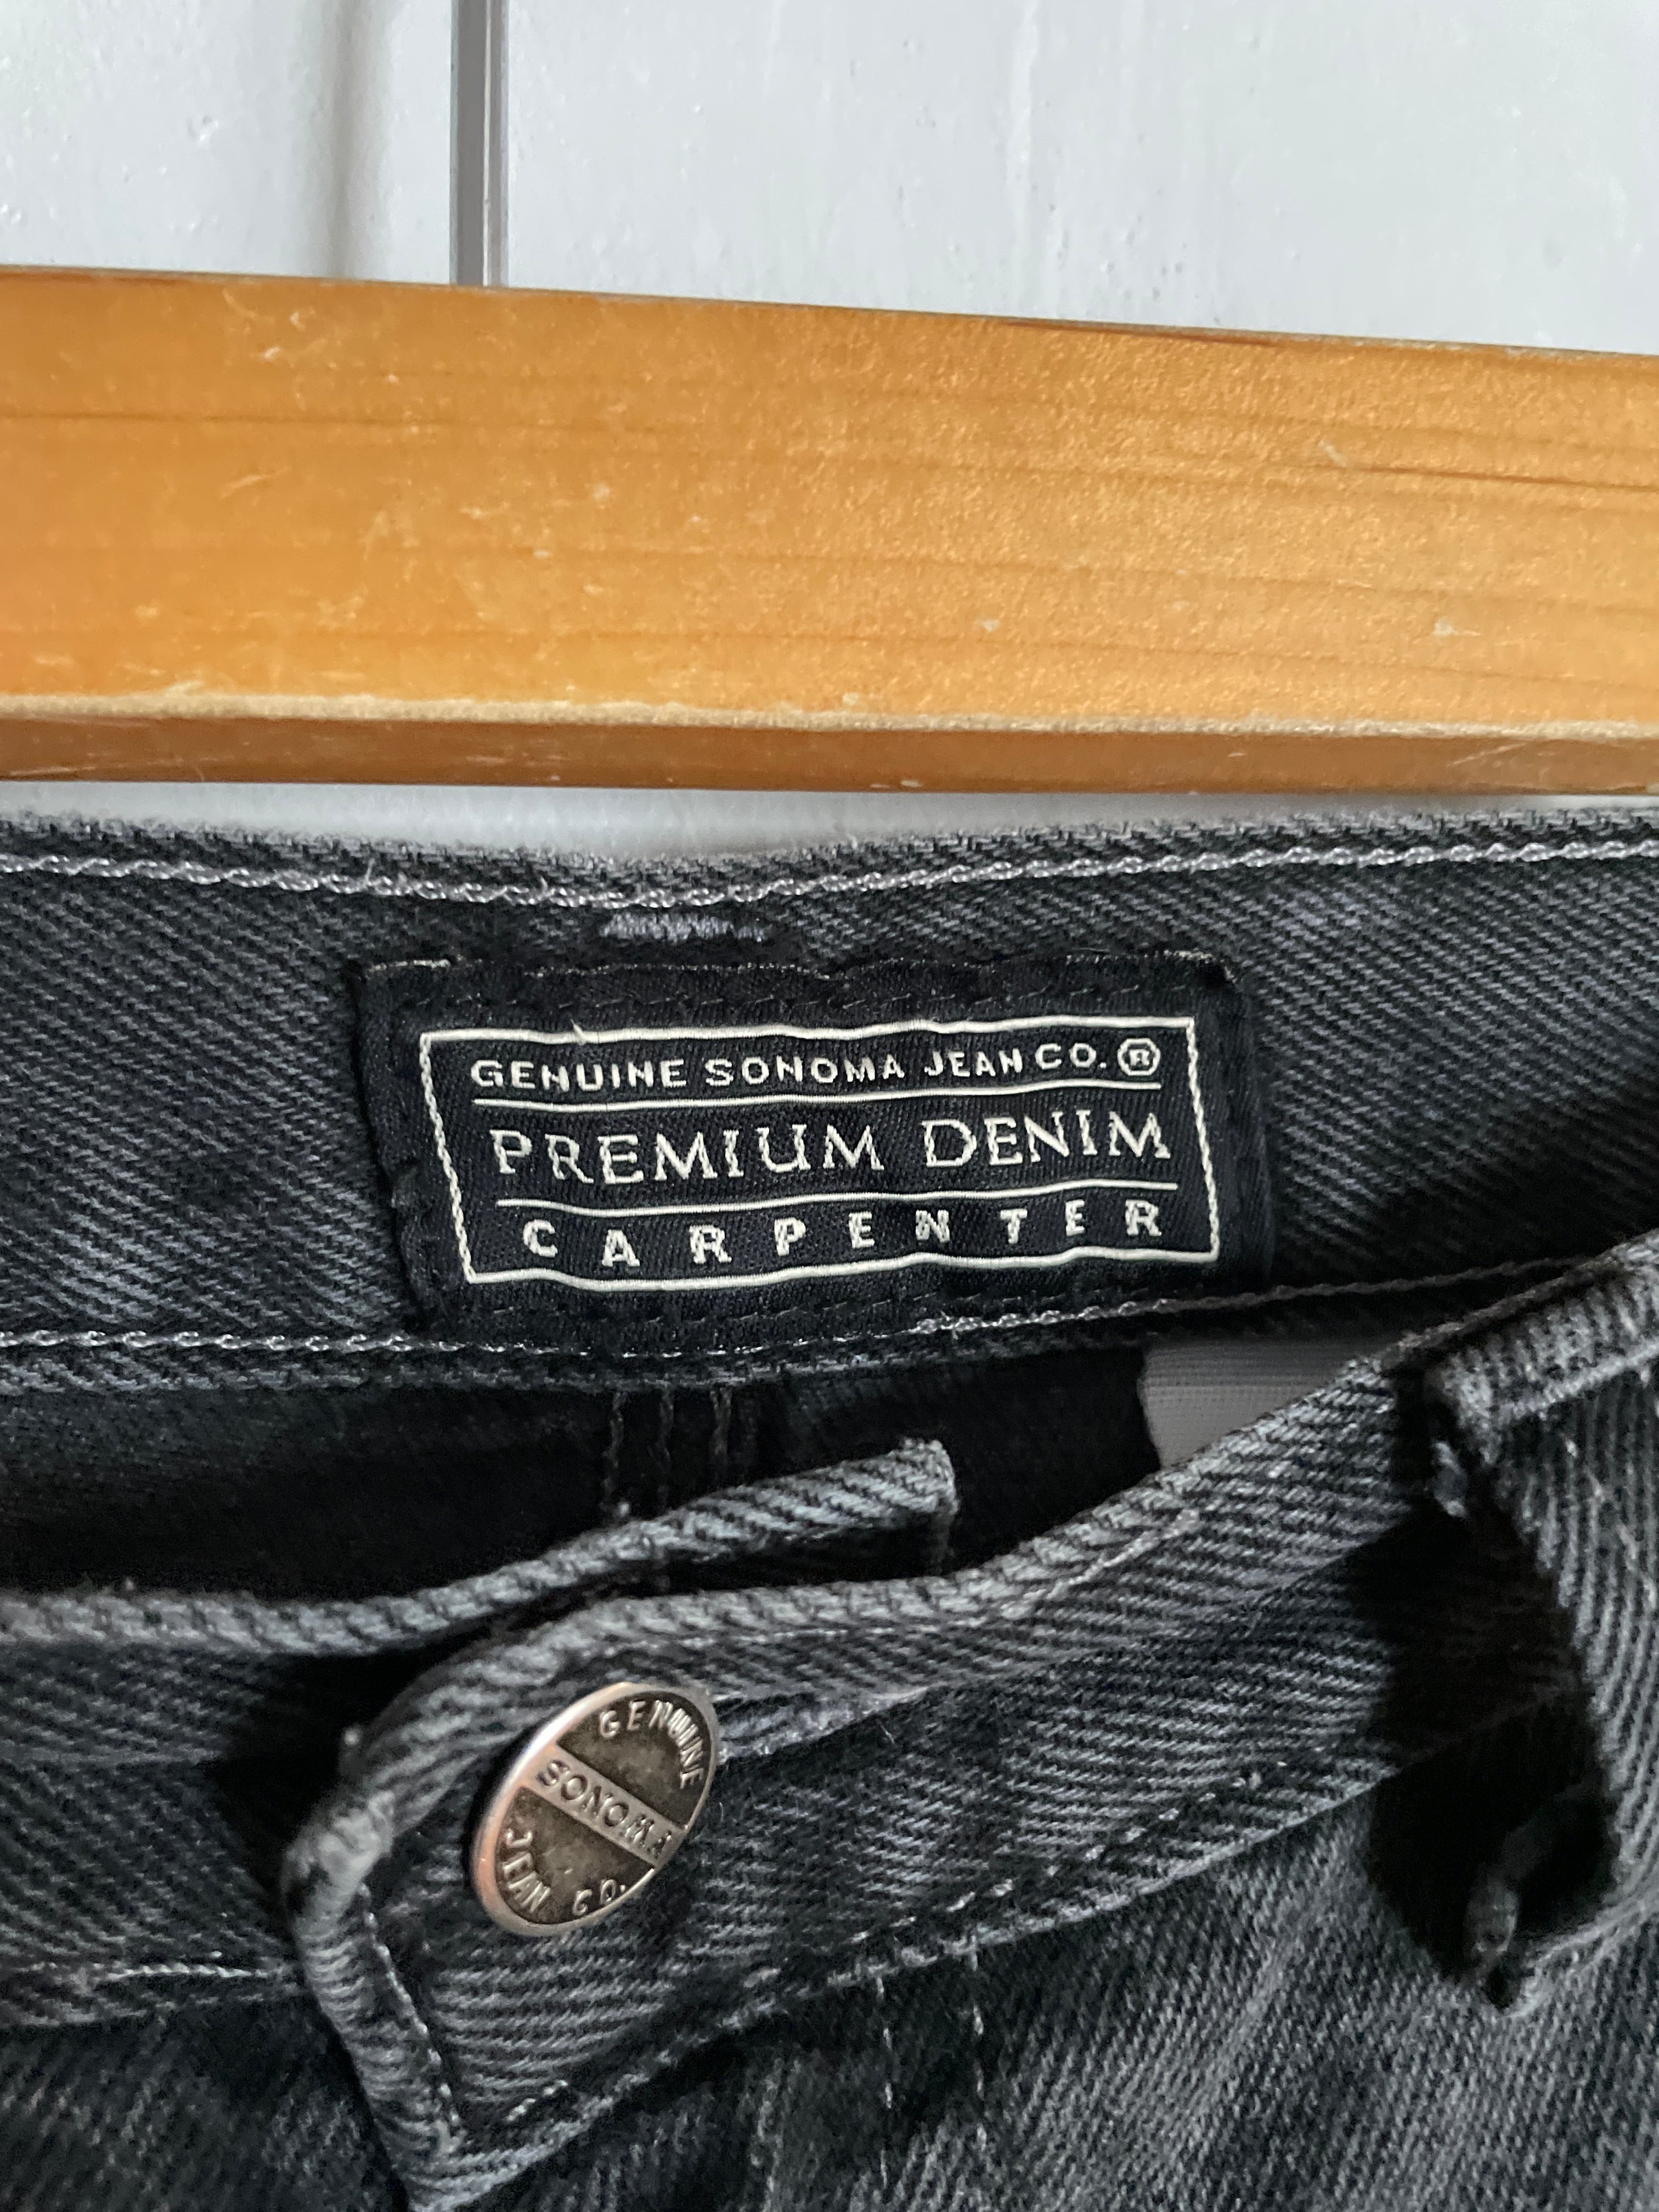 GENUINE SONOMA JEAN CO. ®
PREMIUM DENIM
CARPENTER
GENUINE
SONOMA
JEAN CO.